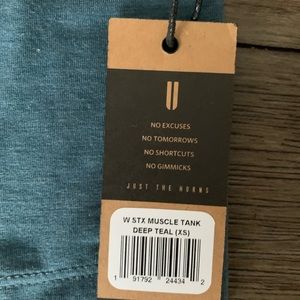 NO EXCUSES
NO TOMORROWS
NO SHORTCUTS
NO GIMMICKS
JUST THE HORNS
W STX MUSCLE TANK
DEEP TEAL (XS)
1 91792 24434 2